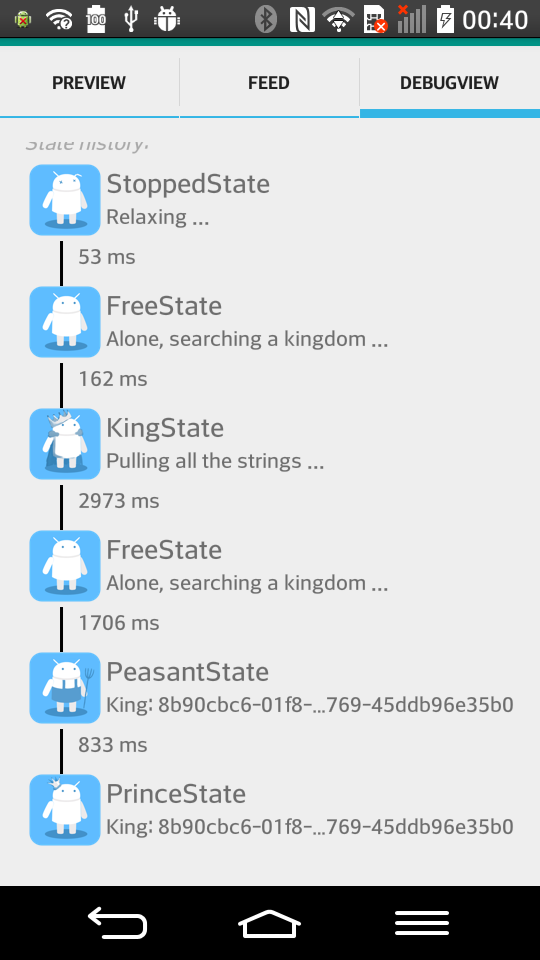 100
00:40
PREVIEW
FEED
DEBUGVIEW
State history:
StoppedState
Relaxing ...
53 ms
FreeState
Alone, searching a kingdom ...
162 ms
KingState
Pulling all the strings ...
2973 ms
FreeState
Alone, searching a kingdom ...
1706 ms
PeasantState
King: 8b90cbc6-01f8-...769-45ddb96e35b0
833 ms
PrinceState
King: 8b90cbc6-01f8-...769-45ddb96e35b0